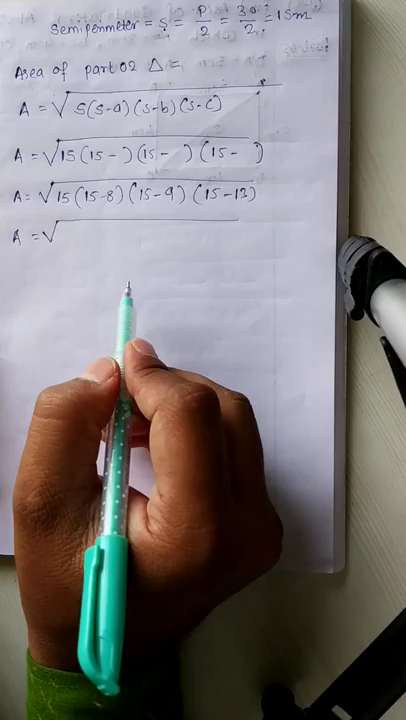 Semiperimeter = S = P/2 = 30/2 = 15m
Area of part 02 Δ =
A = √S(S-a)(S-b)(S-c)
A = √15(15- )(15- )(15- )
A = √15(15-8)(15-9)(15-13)
A = √